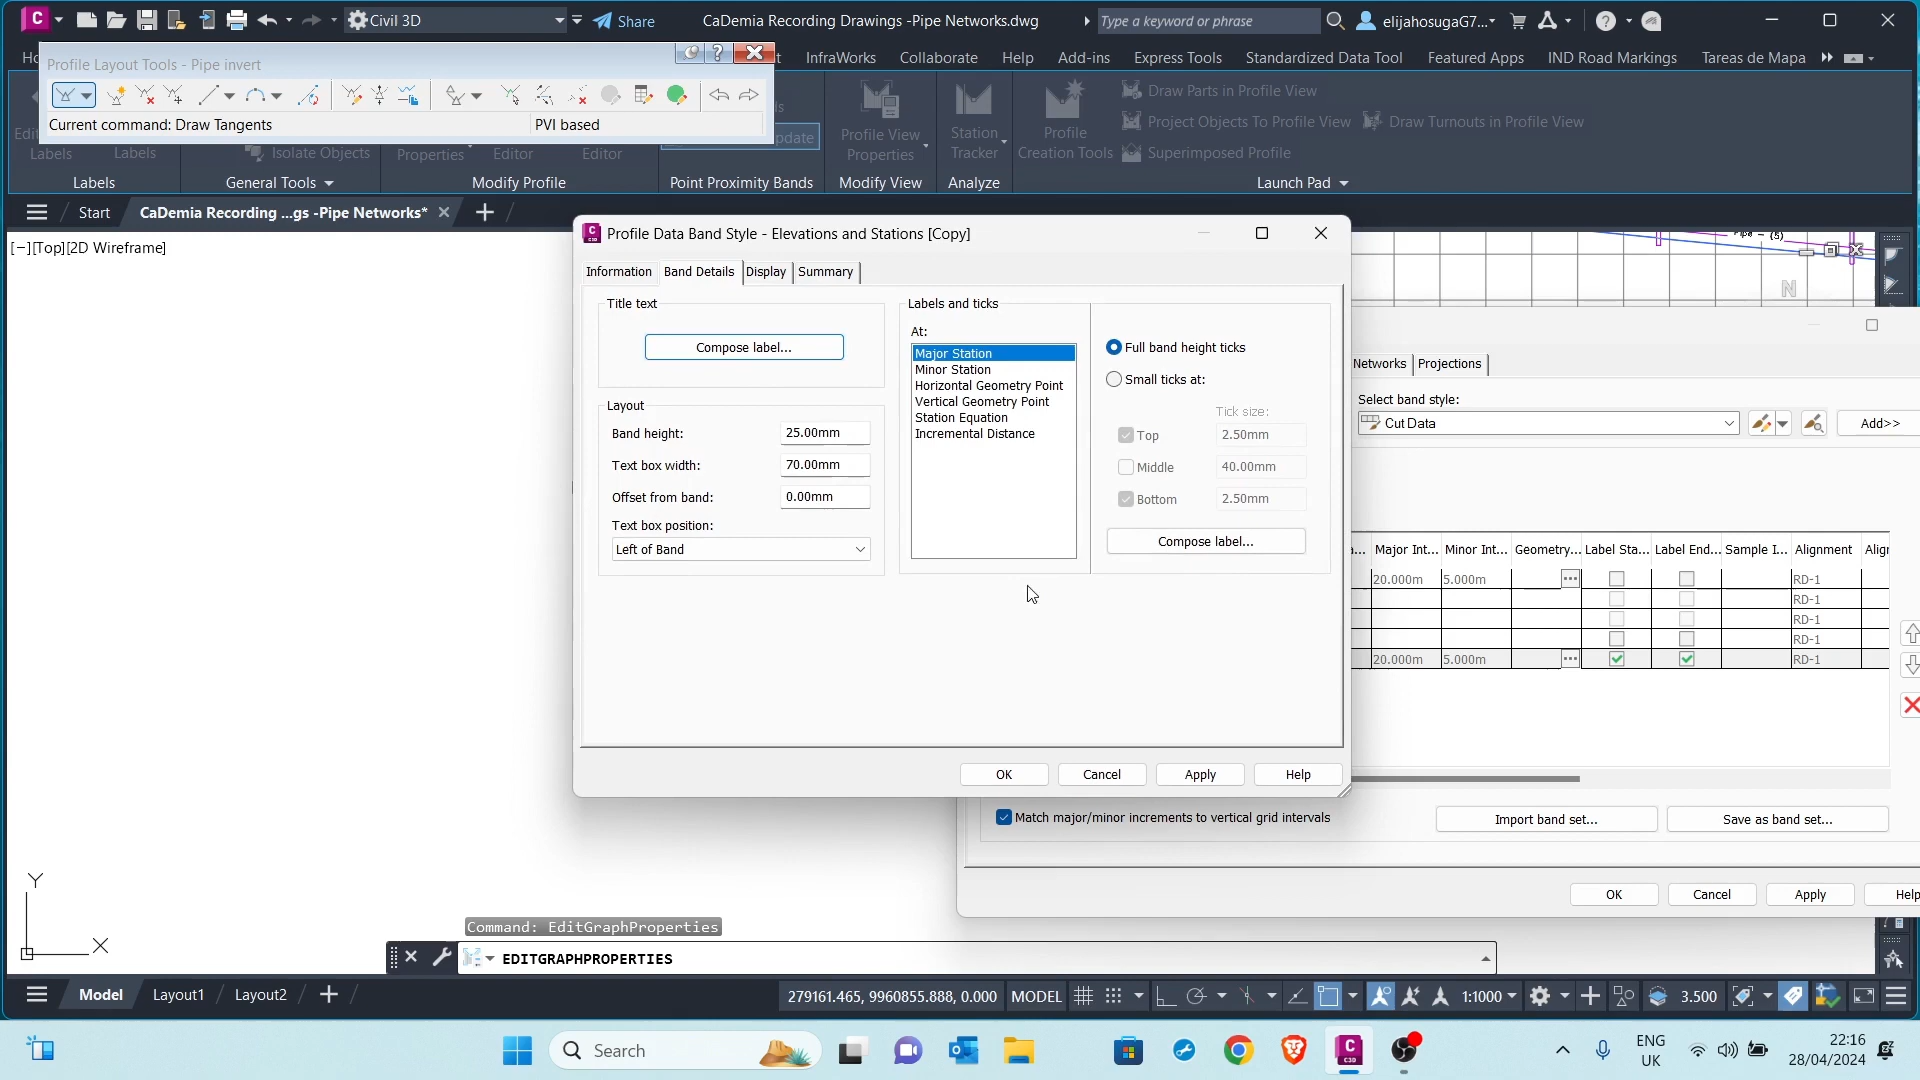 Civil 3D
Share
CaDemia Recording Drawings -Pipe Networks.dwg
Type a keyword or phrase
elijahosugaG7...
InfraWorks
Collaborate
Help
Add-ins
Express Tools
Standardized Data Tool
Featured Apps
IND Road Markings
Tareas de Mapa
Profile Layout Tools - Pipe invert
Current command: Draw Tangents
PVI based
Labels
Labels
Isolate Objects
Properties
Editor
Editor
Profile View
Properties
Station
Tracker
Profile
Creation Tools
Draw Parts in Profile View
Project Objects To Profile View
Draw Turnouts in Profile View
Superimposed Profile
Labels
General Tools
Modify Profile
Point Proximity Bands
Modify View
Analyze
Launch Pad
Start
CaDemia Recording ...gs -Pipe Networks*
[−][Top][2D Wireframe]
Pipe - (5)
N
Profile Data Band Style - Elevations and Stations [Copy]
Information
Band Details
Display
Summary
Title text
Compose label...
Layout
Band height:
25.00mm
Text box width:
70.00mm
Offset from band:
0.00mm
Text box position:
Left of Band
Labels and ticks
At:
Major Station
Minor Station
Horizontal Geometry Point
Vertical Geometry Point
Station Equation
Incremental Distance
Full band height ticks
Small ticks at:
Tick size:
Top
2.50mm
Middle
40.00mm
Bottom
2.50mm
Compose label...
OK
Cancel
Apply
Help
Networks
Projections
Select band style:
Cut Data
Add>>
Major Int...
Minor Int...
Geometry...
Label Sta...
Label End...
Sample I...
Alignment
20.000m
5.000m
RD-1
RD-1
RD-1
RD-1
20.000m
5.000m
RD-1
Match major/minor increments to vertical grid intervals
Import band set...
Save as band set...
OK
Cancel
Apply
Help
Y
X
Command: EditGraphProperties
EDITGRAPHPROPERTIES
Model
Layout1
Layout2
279161.465, 9960855.888, 0.000
MODEL
1:1000
3.500
Search
ENG
UK
22:16
28/04/2024